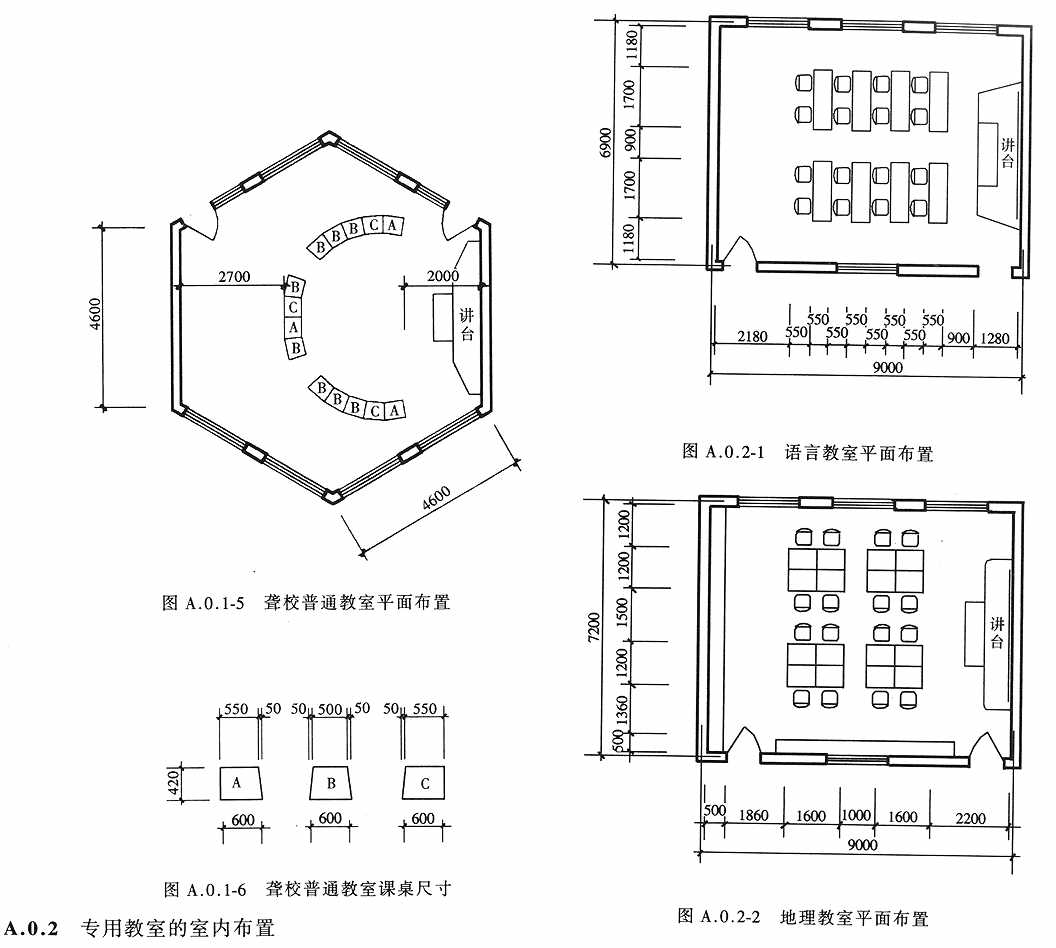 B B B C A
2700
2000
4600
B
C
A
B
讲台
B B B C A
4600
图 A.0.1-5 聋校普通教室平面布置
550 50 50 500 50 50 550
420
A B C
600 600 600
图 A.0.1-6 聋校普通教室课桌尺寸
A.0.2 专用教室的室内布置
1180
1700
900
1700
1180
6900
讲台
550 550 550 550
2180 550 550 550 550 900 1280
9000
图 A.0.2-1 语言教室平面布置
1200
1200
1500
1200
1360
500
7200
讲台
500 1860 1600 1000 1600 2200
9000
图 A.0.2-2 地理教室平面布置